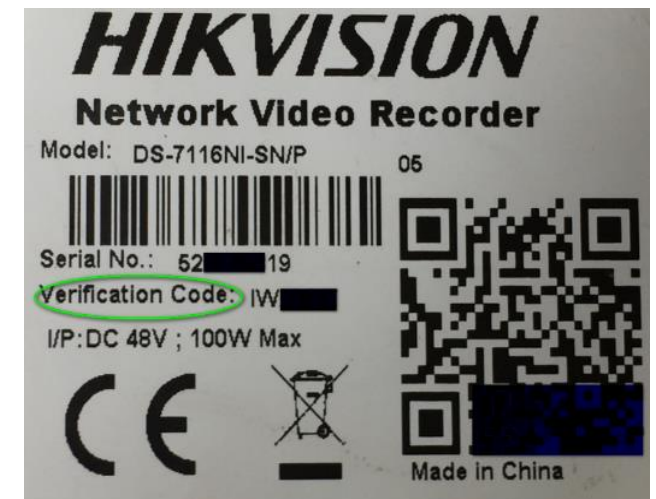 HIKVISION
Network Video Recorder
Model: DS-7116NI-SN/P
05
Serial No.: 52 19
Verification Code: IW
I/P:DC 48V ; 100W Max
CE
Made in China